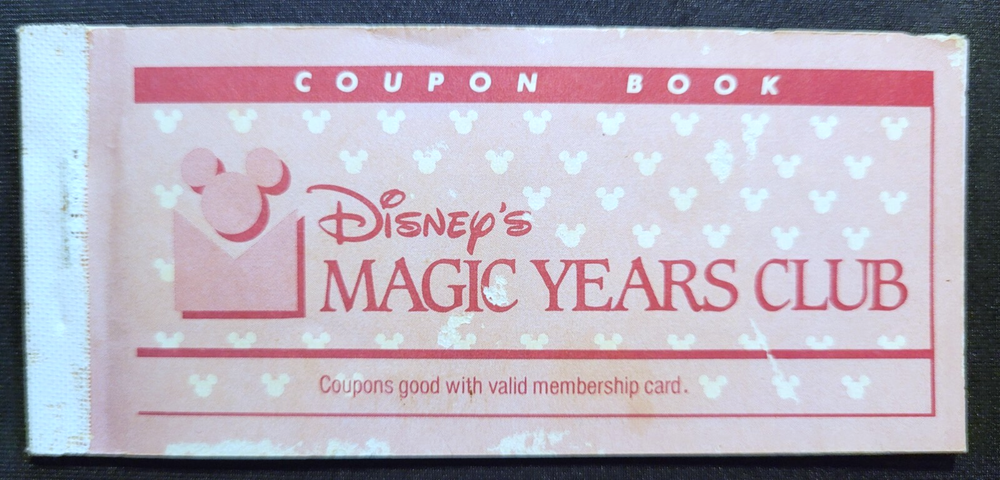 COUPON BOOK
DISNEY'S
MAGIC YEARS CLUB
Coupons good with valid membership card.